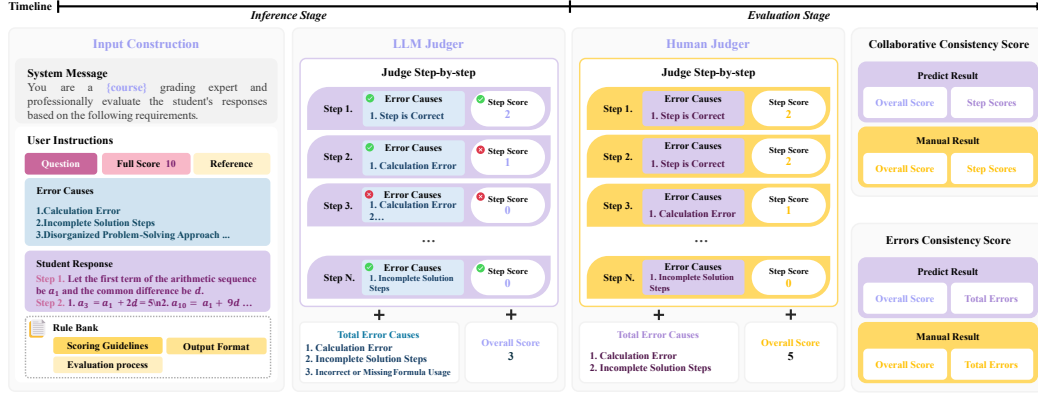 Timeline
Inference Stage
Evaluation Stage
Input Construction
System Message
You are a {course} grading expert and
professionally evaluate the student's responses
based on the following requirements.
User Instructions
Question
Full Score 10
Reference
Error Causes
1.Calculation Error
2.Incomplete Solution Steps
3.Disorganized Problem-Solving Approach ...
Student Response
Step 1. Let the first term of the arithmetic sequence
be a₁ and the common difference be d.
Step 2. 1. a₃ = a₁ + 2d = 5\n2. a₁₀ = a₁ + 9d ...
Rule Bank
Scoring Guidelines
Output Format
Evaluation process
LLM Judger
Judge Step-by-step
Step 1.
Error Causes
1. Step is Correct
Step Score
2
Step 2.
Error Causes
1. Calculation Error
Step Score
1
Step 3.
Error Causes
1. Calculation Error
2...
Step Score
0
...
Step N.
Error Causes
1. Incomplete Solution
Steps
Step Score
0
+
+
Total Error Causes
1. Calculation Error
2. Incomplete Solution Steps
3. Incorrect or Missing Formula Usage
Overall Score
3
Human Judger
Judge Step-by-step
Step 1.
Error Causes
1. Step is Correct
Step Score
2
Step 2.
Error Causes
1. Step is Correct
Step Score
2
Step 3.
Error Causes
1. Calculation Error
Step Score
1
...
Step N.
Error Causes
1. Incomplete Solution
Steps
Step Score
0
+
+
Total Error Causes
1. Calculation Error
2. Incomplete Solution Steps
Overall Score
5
Collaborative Consistency Score
Predict Result
Overall Score
Step Scores
Manual Result
Overall Score
Step Scores
Errors Consistency Score
Predict Result
Overall Score
Total Errors
Manual Result
Overall Score
Total Errors